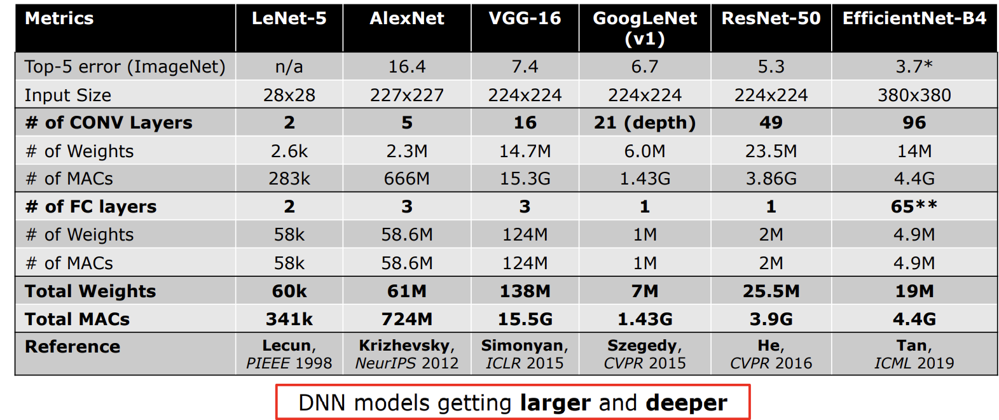 Metrics LeNet-5 AlexNet VGG-16 GoogLeNet (v1) ResNet-50 EfficientNet-B4
Top-5 error (ImageNet) n/a 16.4 7.4 6.7 5.3 3.7*
Input Size 28x28 227x227 224x224 224x224 224x224 380x380
# of CONV Layers 2 5 16 21 (depth) 49 96
# of Weights 2.6k 2.3M 14.7M 6.0M 23.5M 14M
# of MACs 283k 666M 15.3G 1.43G 3.86G 4.4G
# of FC layers 2 3 3 1 1 65**
# of Weights 58k 58.6M 124M 1M 2M 4.9M
# of MACs 58k 58.6M 124M 1M 2M 4.9M
Total Weights 60k 61M 138M 7M 25.5M 19M
Total MACs 341k 724M 15.5G 1.43G 3.9G 4.4G
Reference Lecun, Krizhevsky, Simonyan, Szegedy, He, Tan,
PIEEE 1998 NeurIPS 2012 ICLR 2015 CVPR 2015 CVPR 2016 ICML 2019
DNN models getting larger and deeper